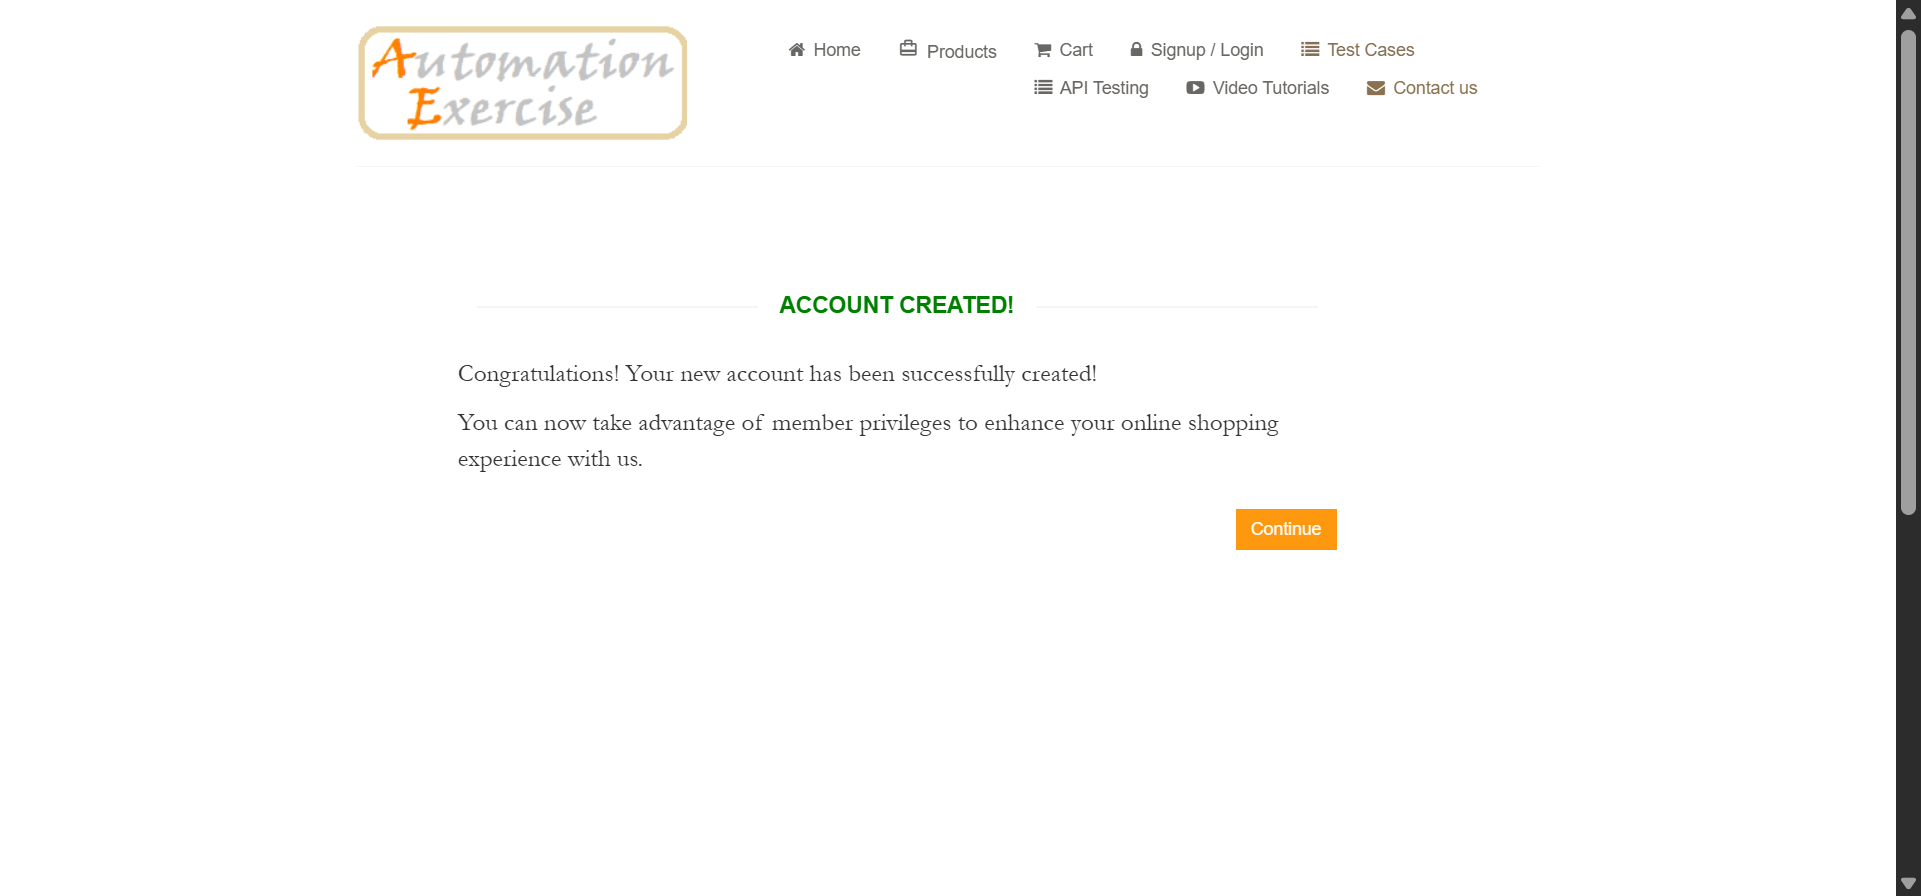 Automation
Exercise
Home Products Cart Signup / Login Test Cases
API Testing Video Tutorials Contact us
ACCOUNT CREATED!
Congratulations! Your new account has been successfully created!
You can now take advantage of member privileges to enhance your online shopping
experience with us.
Continue